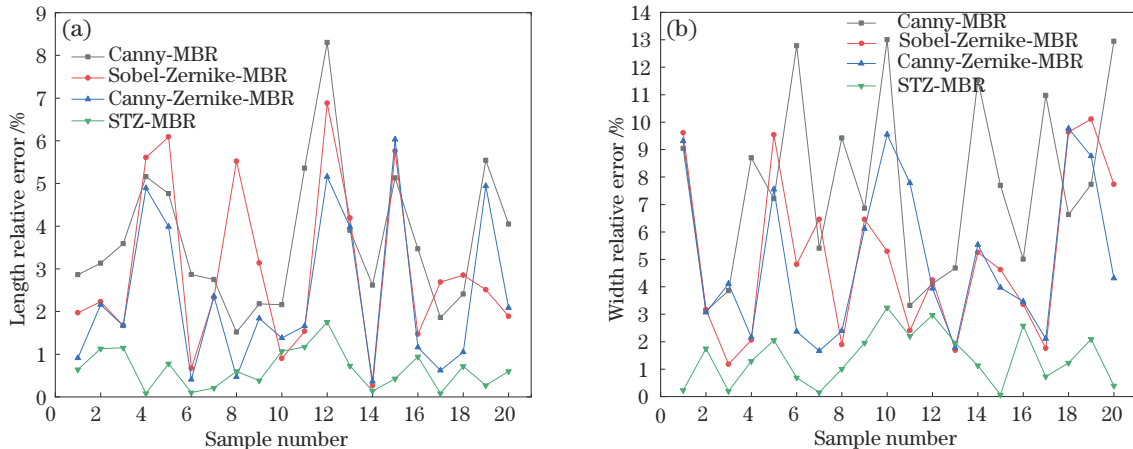 (a)
Canny-MBR
Sobel-Zernike-MBR
Canny-Zernike-MBR
STZ-MBR
Length relative error /%
9
8
7
6
5
4
3
2
1
0
0 2 4 6 8 10 12 14 16 18 20
Sample number
(b)
Canny-MBR
Sobel-Zernike-MBR
Canny-Zernike-MBR
STZ-MBR
Width relative error /%
14
13
12
11
10
9
8
7
6
5
4
3
2
1
0
0 2 4 6 8 10 12 14 16 18 20
Sample number